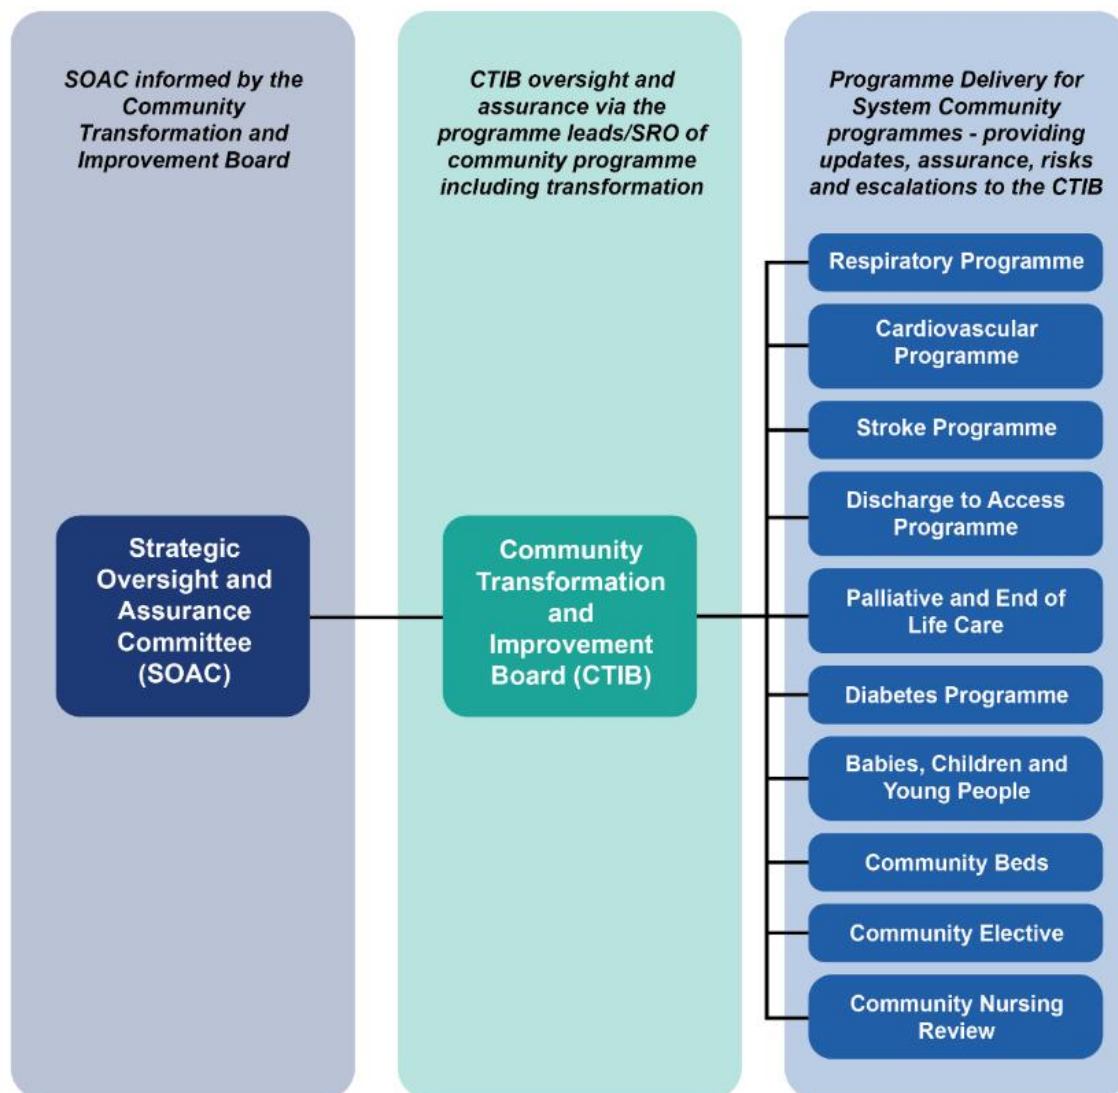 SOAC informed by the
Community
Transformation and
Improvement Board
CTIB oversight and
assurance via the
programme leads/SRO of
community programme
including transformation
Programme Delivery for
System Community
programmes - providing
updates, assurance, risks
and escalations to the CTIB
Strategic
Oversight and
Assurance
Committee
(SOAC)
Community
Transformation
and
Improvement
Board (CTIB)
Respiratory Programme
Cardiovascular
Programme
Stroke Programme
Discharge to Access
Programme
Palliative and End of
Life Care
Diabetes Programme
Babies, Children and
Young People
Community Beds
Community Elective
Community Nursing
Review